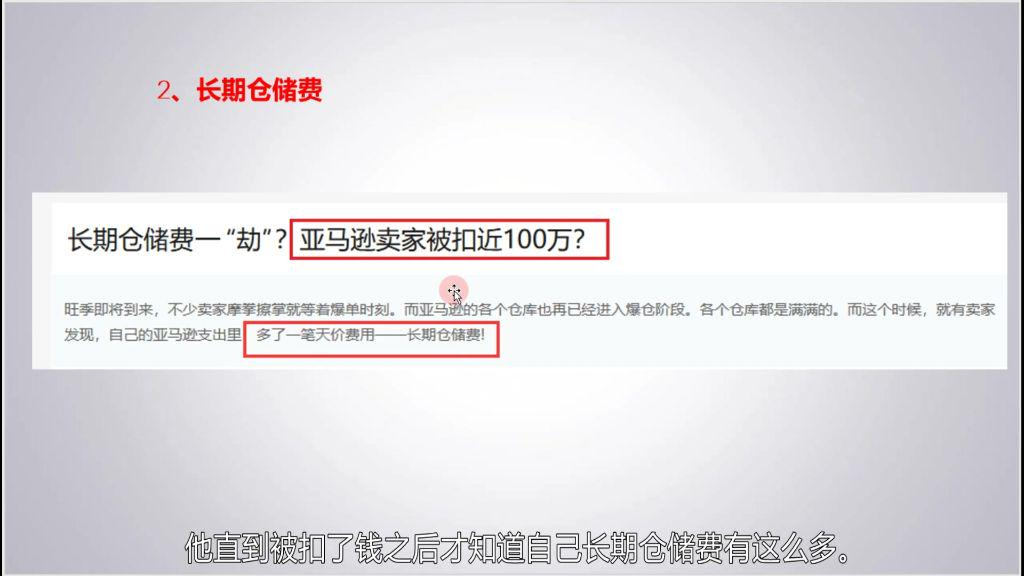 2、长期仓储费
长期仓储费一“劫”？亚马逊卖家被扣近100万？
旺季即将到来，不少卖家摩拳擦掌就等着爆单时刻。而亚马逊的各个仓库也再已经进入爆仓阶段。各个仓库都是满满的。而这个时候，就有卖家
发现，自己的亚马逊支出里 多了一笔天价费用——长期仓储费!
他直到被扣了钱之后才知道自己长期仓储费有这么多。